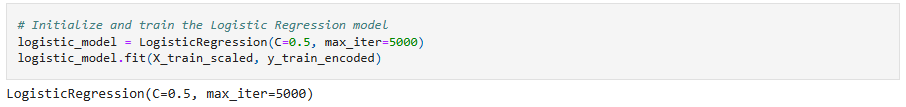 # Initialize and train the Logistic Regression model
logistic_model = LogisticRegression(C=0.5, max_iter=5000)
logistic_model.fit(X_train_scaled, y_train_encoded)
LogisticRegression(C=0.5, max_iter=5000)